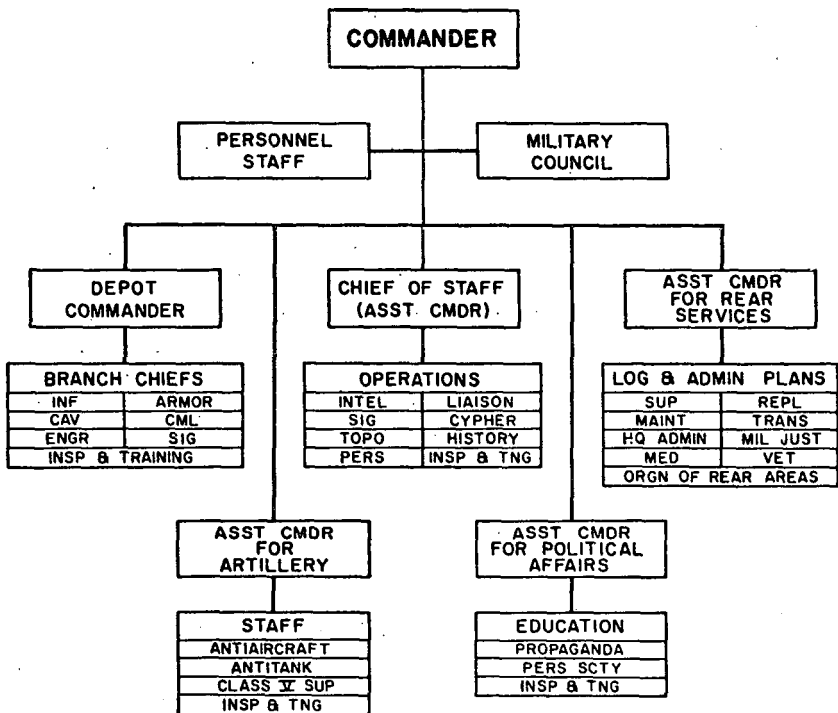 COMMANDER
PERSONNEL
STAFF
MILITARY
COUNCIL
DEPOT
COMMANDER
BRANCH CHIEFS
INF ARMOR
CAV CML
ENGR SIG
INSP & TRAINING
CHIEF OF STAFF
(ASST CMDR)
OPERATIONS
INTEL LIAISON
SIG CYPHER
TOPO HISTORY
PERS INSP & TNG
ASST CMDR
FOR REAR
SERVICES
LOG & ADMIN PLANS
SUP REPL
MAINT TRANS
HQ ADMIN MIL JUST
MED VET
ORGN OF REAR AREAS
ASST CMDR
FOR
ARTILLERY
STAFF
ANTIAIRCRAFT
ANTITANK
CLASS V SUP
INSP & TNG
ASST CMDR
FOR POLITICAL
AFFAIRS
EDUCATION
PROPAGANDA
PERS SCTY
INSP & TNG